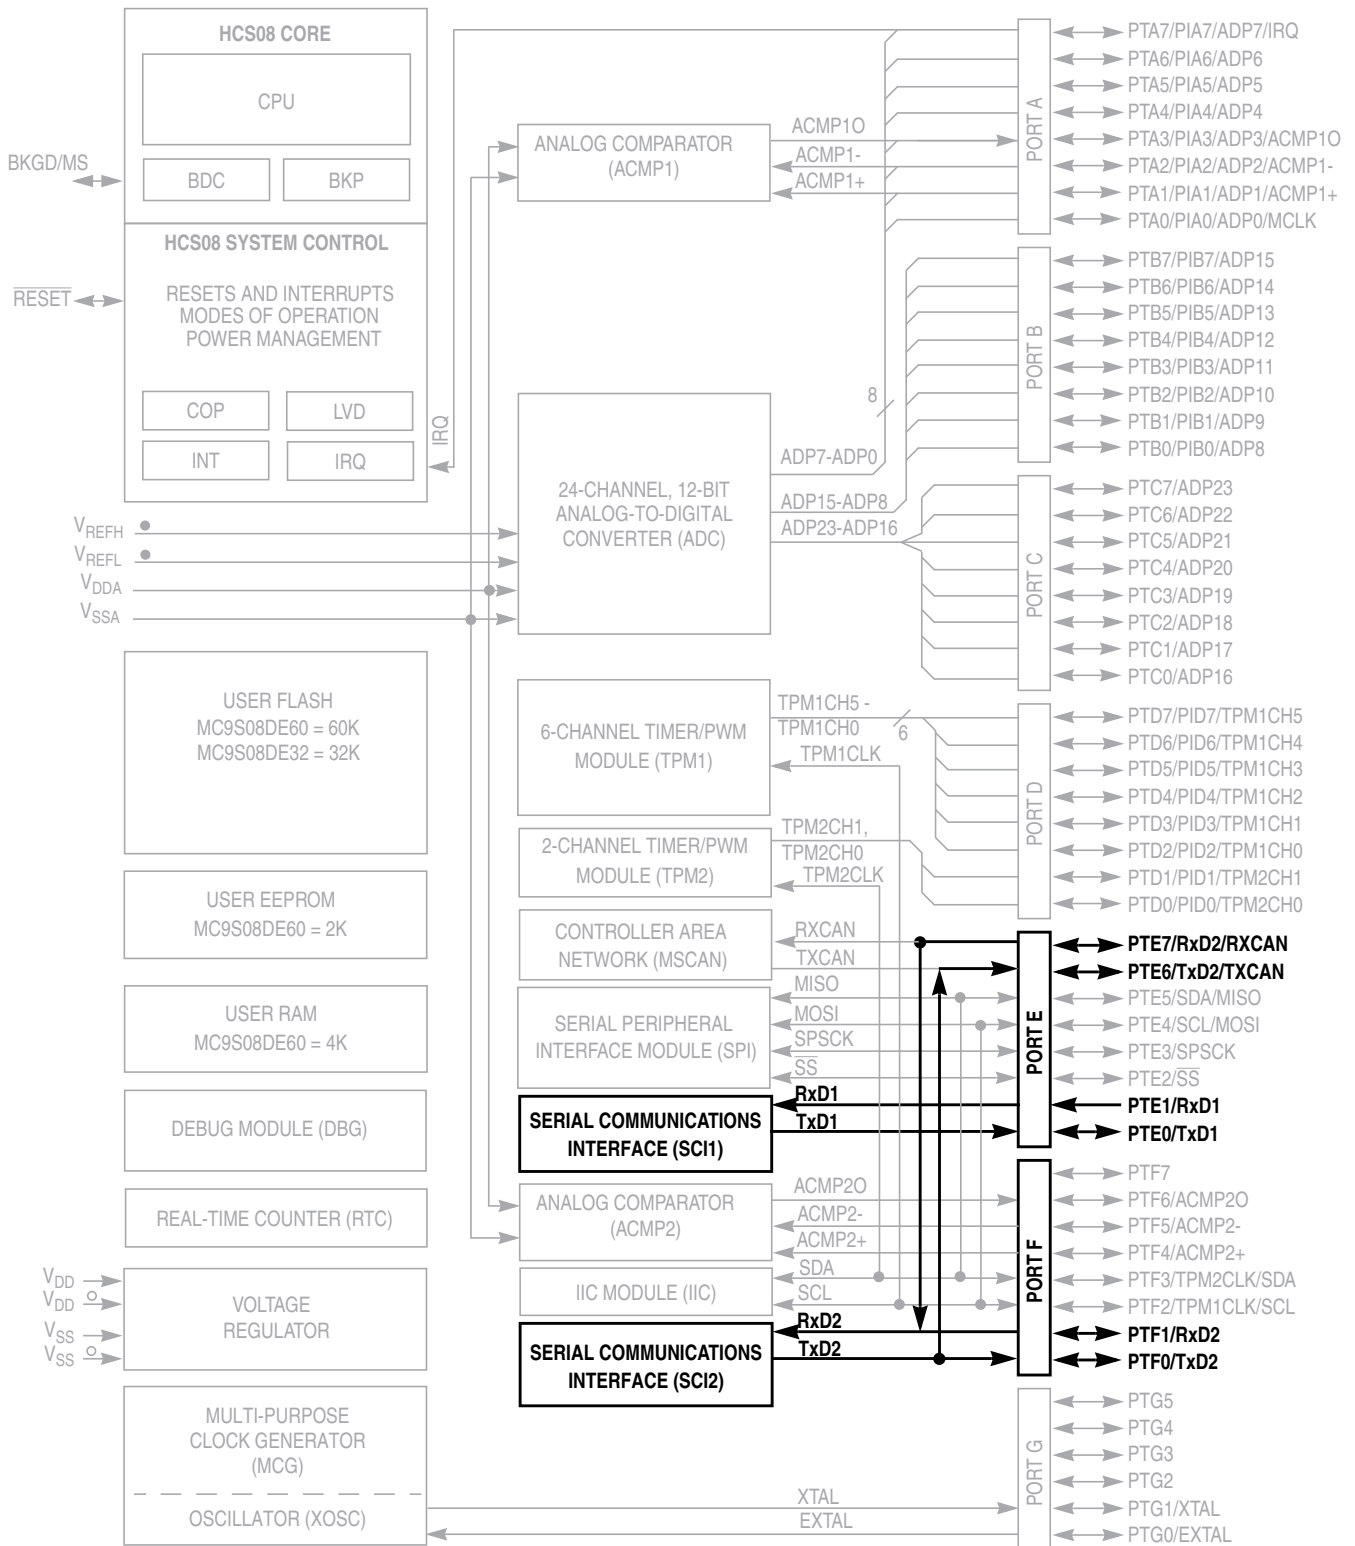 HCS08 CORE
CPU
BDC
BKP
BKGD/MS
HCS08 SYSTEM CONTROL
RESETS AND INTERRUPTS
MODES OF OPERATION
POWER MANAGEMENT
RESET
COP
LVD
INT
IRQ
IRQ
VREFH
VREFL
VDDA
VSSA
USER FLASH
MC9S08DE60 = 60K
MC9S08DE32 = 32K
USER EEPROM
MC9S08DE60 = 2K
USER RAM
MC9S08DE60 = 4K
DEBUG MODULE (DBG)
REAL-TIME COUNTER (RTC)
VDD
VDD
VSS
VSS
VOLTAGE
REGULATOR
MULTI-PURPOSE
CLOCK GENERATOR
(MCG)
OSCILLATOR (XOSC)
ANALOG COMPARATOR
(ACMP1)
ACMP1O
ACMP1-
ACMP1+
24-CHANNEL, 12-BIT
ANALOG-TO-DIGITAL
CONVERTER (ADC)
8
ADP7-ADP0
ADP15-ADP8
ADP23-ADP16
6-CHANNEL TIMER/PWM
MODULE (TPM1)
TPM1CH5 -
TPM1CH0
6
TPM1CLK
2-CHANNEL TIMER/PWM
MODULE (TPM2)
TPM2CH1,
TPM2CH0
TPM2CLK
CONTROLLER AREA
NETWORK (MSCAN)
RXCAN
TXCAN
SERIAL PERIPHERAL
INTERFACE MODULE (SPI)
MISO
MOSI
SPSCK
SS
SERIAL COMMUNICATIONS
INTERFACE (SCI1)
RxD1
TxD1
ANALOG COMPARATOR
(ACMP2)
ACMP2O
ACMP2-
ACMP2+
IIC MODULE (IIC)
SDA
SCL
SERIAL COMMUNICATIONS
INTERFACE (SCI2)
RxD2
TxD2
XTAL
EXTAL
PORT A
PTA7/PIA7/ADP7/IRQ
PTA6/PIA6/ADP6
PTA5/PIA5/ADP5
PTA4/PIA4/ADP4
PTA3/PIA3/ADP3/ACMP1O
PTA2/PIA2/ADP2/ACMP1-
PTA1/PIA1/ADP1/ACMP1+
PTA0/PIA0/ADP0/MCLK
PORT B
PTB7/PIB7/ADP15
PTB6/PIB6/ADP14
PTB5/PIB5/ADP13
PTB4/PIB4/ADP12
PTB3/PIB3/ADP11
PTB2/PIB2/ADP10
PTB1/PIB1/ADP9
PTB0/PIB0/ADP8
PORT C
PTC7/ADP23
PTC6/ADP22
PTC5/ADP21
PTC4/ADP20
PTC3/ADP19
PTC2/ADP18
PTC1/ADP17
PTC0/ADP16
PORT D
PTD7/PID7/TPM1CH5
PTD6/PID6/TPM1CH4
PTD5/PID5/TPM1CH3
PTD4/PID4/TPM1CH2
PTD3/PID3/TPM1CH1
PTD2/PID2/TPM1CH0
PTD1/PID1/TPM2CH1
PTD0/PID0/TPM2CH0
PORT E
PTE7/RxD2/RXCAN
PTE6/TxD2/TXCAN
PTE5/SDA/MISO
PTE4/SCL/MOSI
PTE3/SPSCK
PTE2/SS
PTE1/RxD1
PTE0/TxD1
PORT F
PTF7
PTF6/ACMP2O
PTF5/ACMP2-
PTF4/ACMP2+
PTF3/TPM2CLK/SDA
PTF2/TPM1CLK/SCL
PTF1/RxD2
PTF0/TxD2
PORT G
PTG5
PTG4
PTG3
PTG2
PTG1/XTAL
PTG0/EXTAL